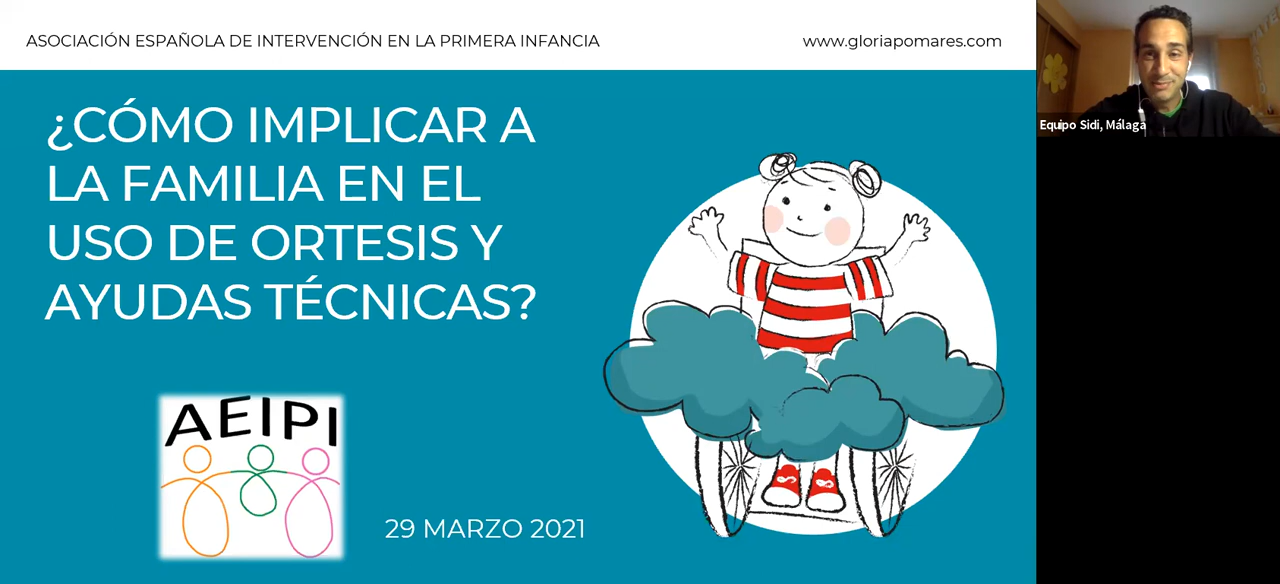 ASOCIACIÓN ESPAÑOLA DE INTERVENCIÓN EN LA PRIMERA INFANCIA
www.gloriapomares.com
¿CÓMO IMPLICAR A
LA FAMILIA EN EL
USO DE ORTESIS Y
AYUDAS TÉCNICAS?
AEIPI
29 MARZO 2021
Equipo Sidi, Málaga